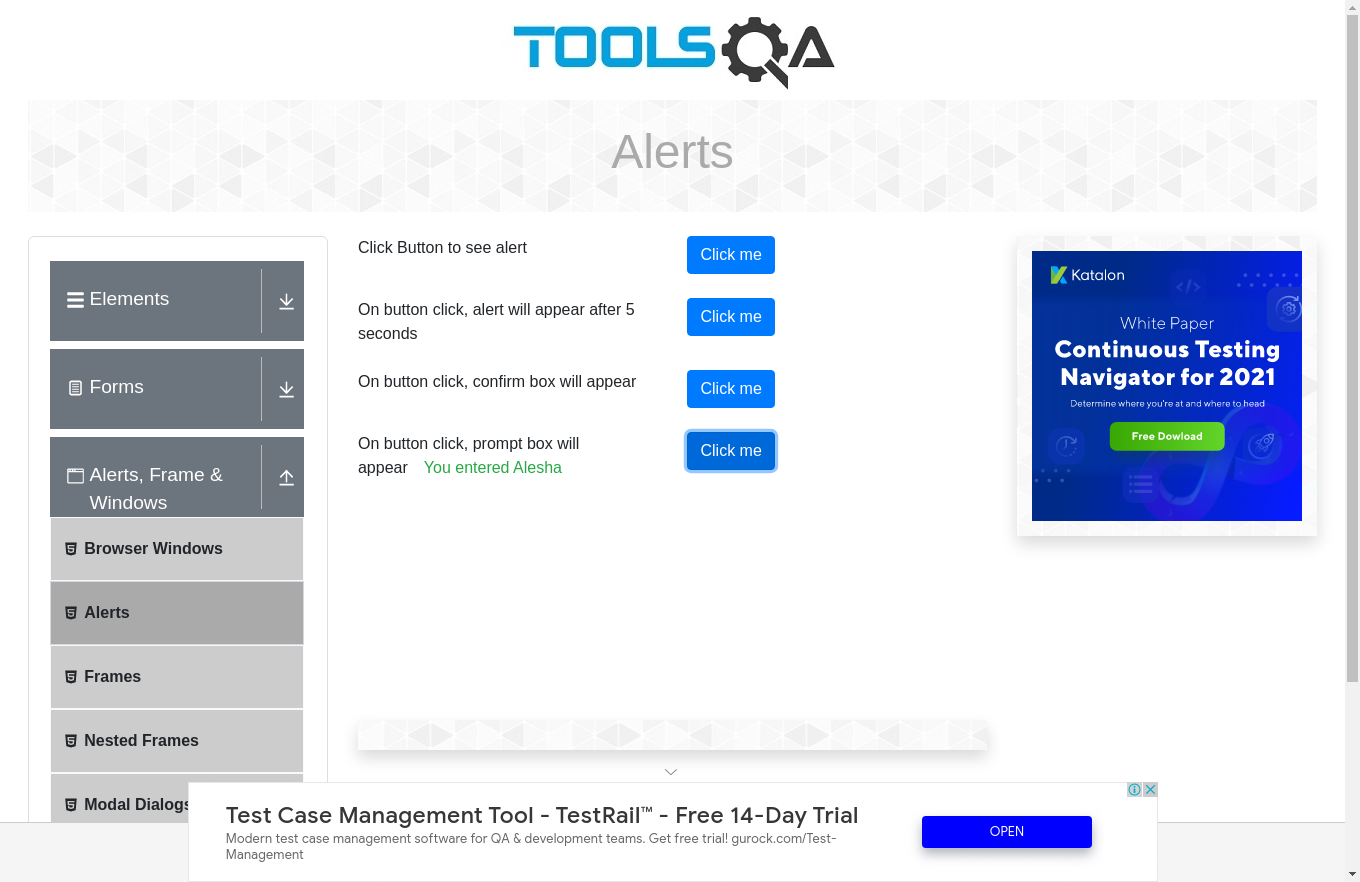 TOOLSQA
Alerts
Elements
Forms
Alerts, Frame &
Windows
Browser Windows
Alerts
Frames
Nested Frames
Modal Dialogs
Click Button to see alert
Click me
On button click, alert will appear after 5
seconds
Click me
On button click, confirm box will appear
Click me
On button click, prompt box will
appear You entered Alesha
Click me
Katalon
White Paper
Continuous Testing
Navigator for 2021
Determine where you're at and where to head
Free Dowload
Test Case Management Tool - TestRail™ - Free 14-Day Trial
Modern test case management software for QA & development teams. Get free trial! gurock.com/Test-
Management
OPEN